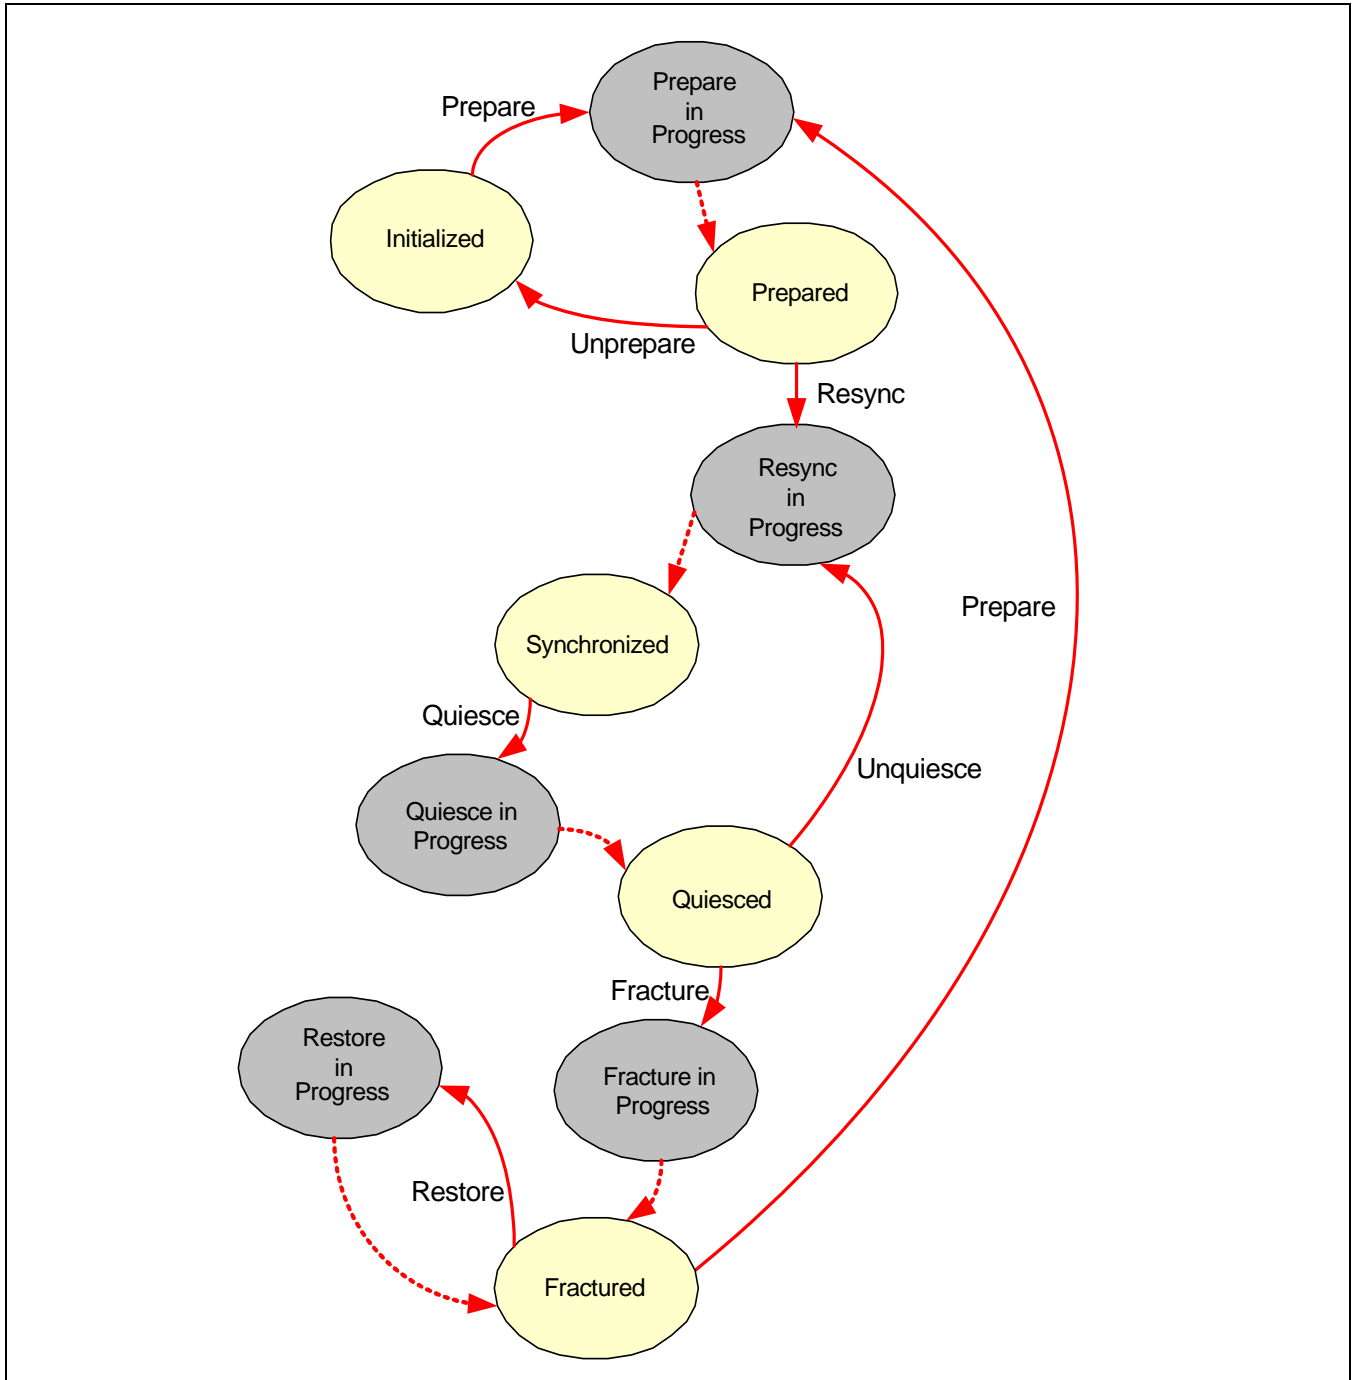 Prepare
in
Progress
Prepare
Initialized
Prepared
Unprepare
Resync
Resync
in
Progress
Prepare
Synchronized
Quiesce
Unquiesce
Quiesce in
Progress
Quiesced
Fracture
Restore
in
Progress
Fracture in
Progress
Restore
Fractured